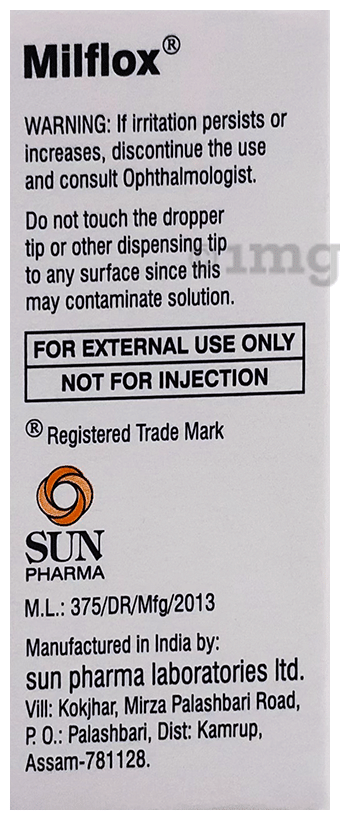 Milflox®
WARNING: If irritation persists or
increases, discontinue the use
and consult Ophthalmologist.
Do not touch the dropper
tip or other dispensing tip
to any surface since this
may contaminate solution.
1mg
FOR EXTERNAL USE ONLY
NOT FOR INJECTION
® Registered Trade Mark
SUN
PHARMA
M.L.: 375/DR/Mfg/2013
Manufactured in India by:
sun pharma laboratories ltd.
Vill: Kokjhar, Mirza Palashbari Road,
P. O.: Palashbari, Dist: Kamrup,
Assam-781128.